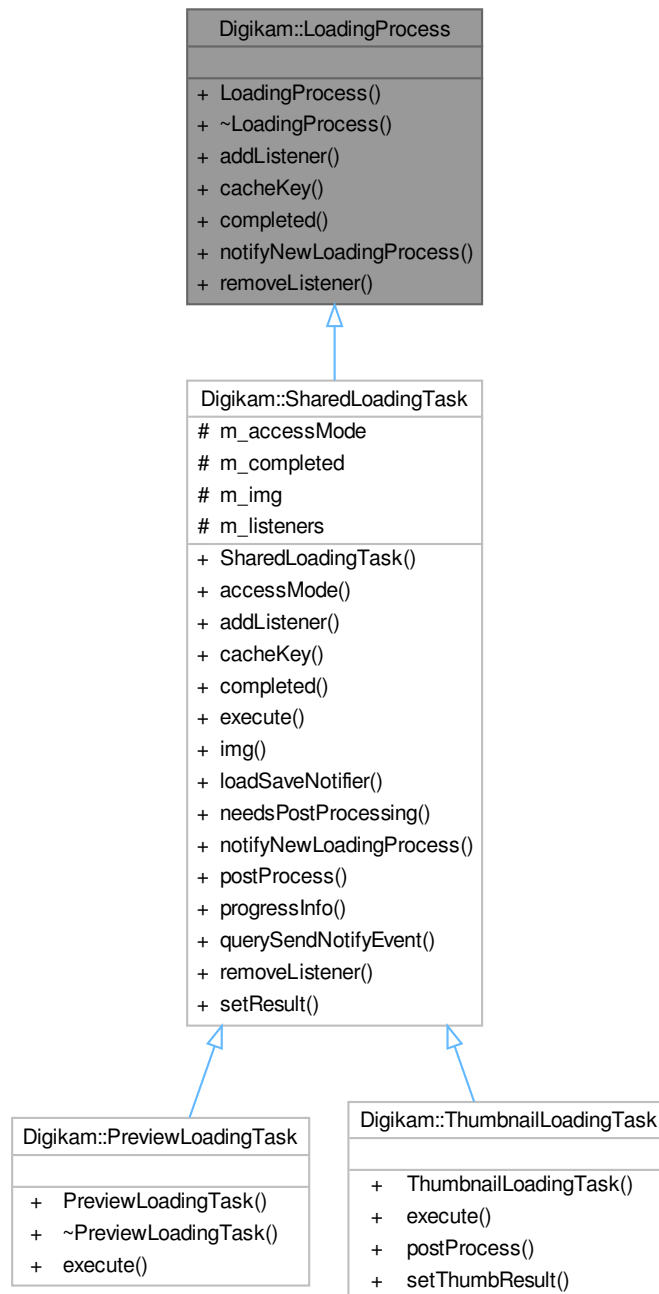 Digikam::LoadingProcess
+ LoadingProcess()
+ ~LoadingProcess()
+ addListener()
+ cacheKey()
+ completed()
+ notifyNewLoadingProcess()
+ removeListener()
Digikam::SharedLoadingTask
# m_accessMode
# m_completed
# m_img
# m_listeners
+ SharedLoadingTask()
+ accessMode()
+ addListener()
+ cacheKey()
+ completed()
+ execute()
+ img()
+ loadSaveNotifier()
+ needsPostProcessing()
+ notifyNewLoadingProcess()
+ postProcess()
+ progressInfo()
+ querySendNotifyEvent()
+ removeListener()
+ setResult()
Digikam::PreviewLoadingTask
+ PreviewLoadingTask()
+ ~PreviewLoadingTask()
+ execute()
Digikam::ThumbnailLoadingTask
+ ThumbnailLoadingTask()
+ execute()
+ postProcess()
+ setThumbResult()